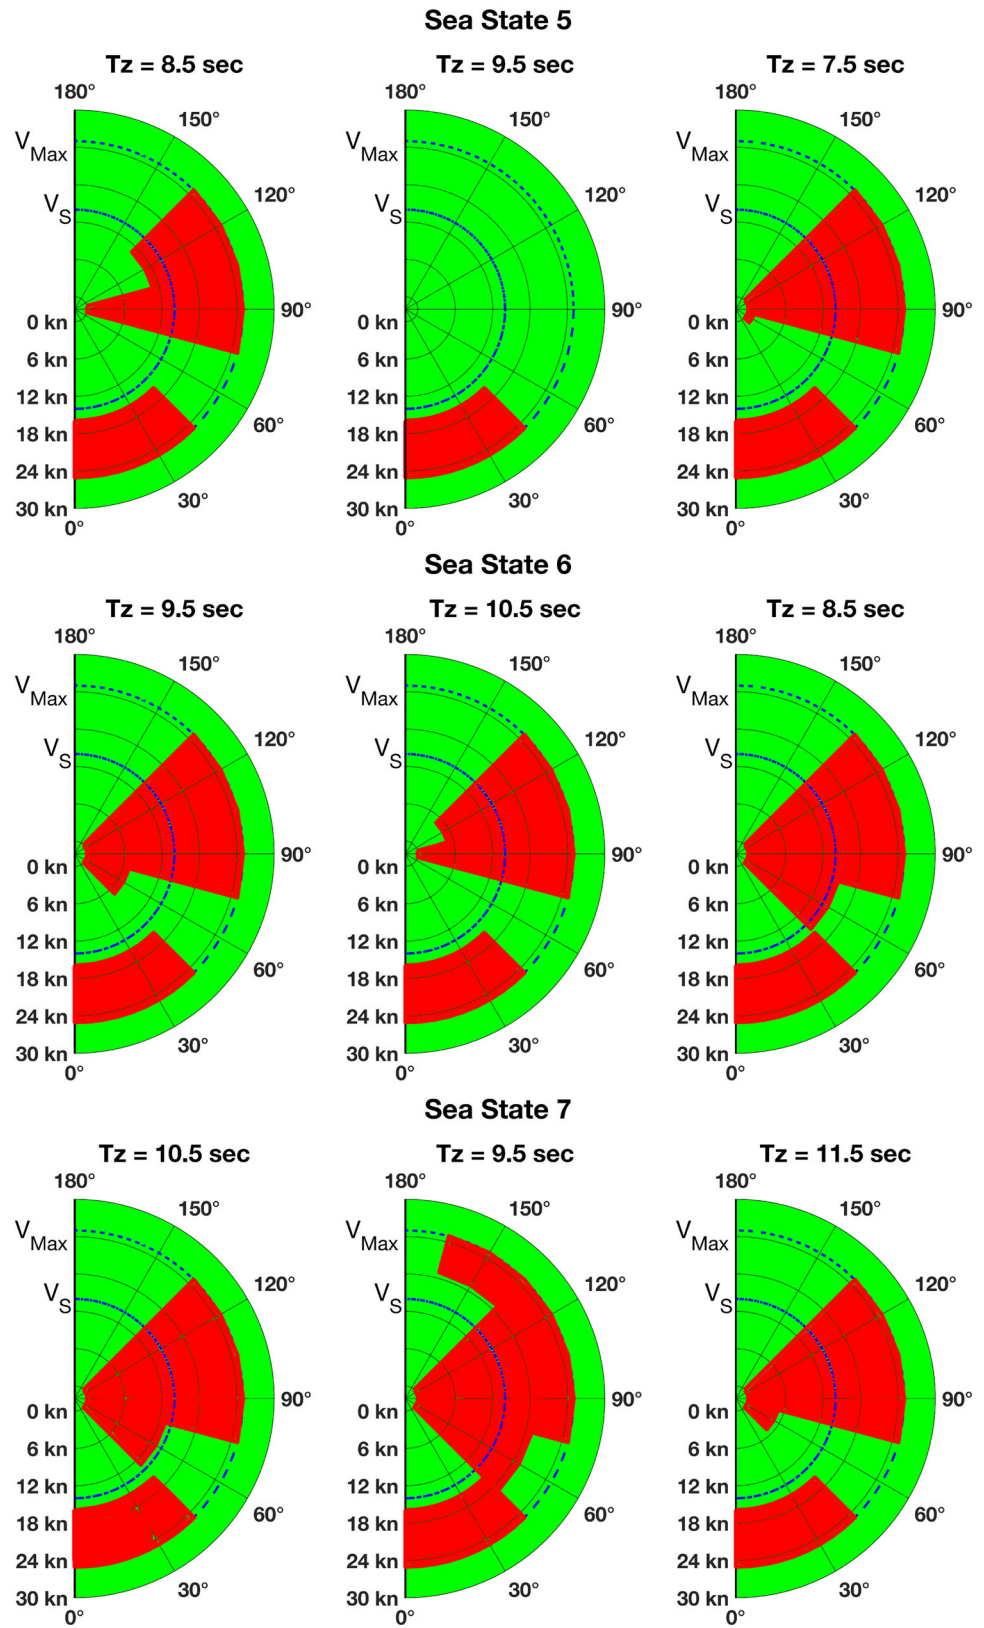 Sea State 5
Tz = 8.5 sec
Tz = 9.5 sec
Tz = 7.5 sec
180°
180°
180°
150°
150°
150°
VMax
VMax
VMax
120°
120°
120°
VS
VS
VS
90°
90°
90°
0 kn
0 kn
0 kn
6 kn
6 kn
6 kn
12 kn
12 kn
12 kn
60°
60°
60°
18 kn
18 kn
18 kn
24 kn
24 kn
24 kn
30°
30°
30°
30 kn
30 kn
30 kn
0°
0°
0°
Sea State 6
Tz = 9.5 sec
Tz = 10.5 sec
Tz = 8.5 sec
180°
180°
180°
150°
150°
150°
VMax
VMax
VMax
120°
120°
120°
VS
VS
VS
90°
90°
90°
0 kn
0 kn
0 kn
6 kn
6 kn
6 kn
12 kn
12 kn
12 kn
60°
60°
60°
18 kn
18 kn
18 kn
24 kn
24 kn
24 kn
30°
30°
30°
30 kn
30 kn
30 kn
0°
0°
0°
Sea State 7
Tz = 10.5 sec
Tz = 9.5 sec
Tz = 11.5 sec
180°
180°
180°
150°
150°
150°
VMax
VMax
VMax
120°
120°
120°
VS
VS
VS
90°
90°
90°
0 kn
0 kn
0 kn
6 kn
6 kn
6 kn
12 kn
12 kn
12 kn
60°
60°
60°
18 kn
18 kn
18 kn
24 kn
24 kn
24 kn
30°
30°
30°
30 kn
30 kn
30 kn
0°
0°
0°